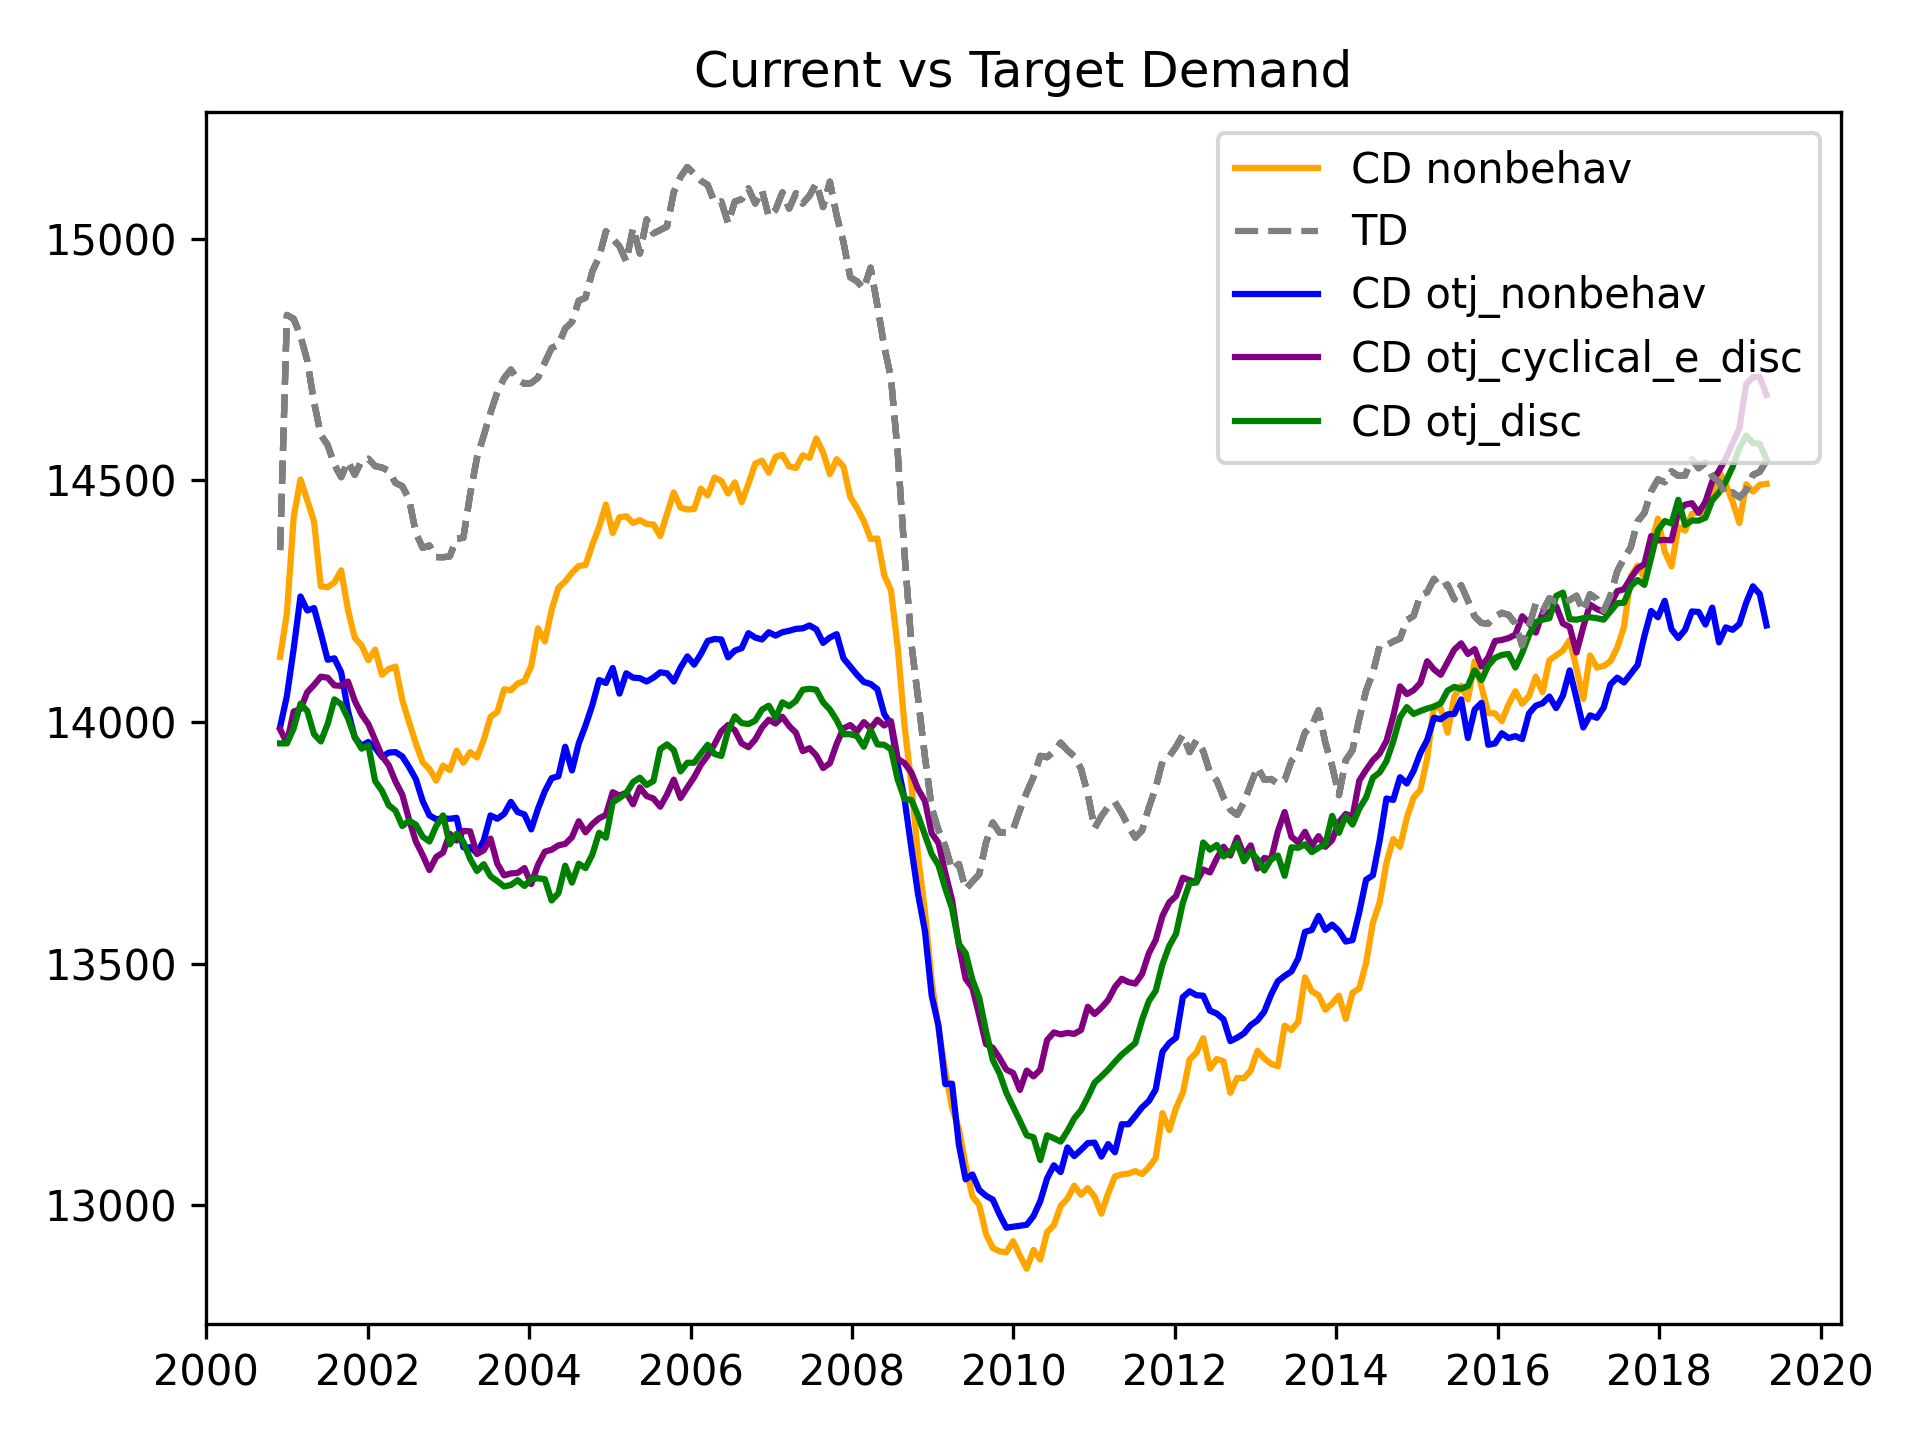 Current vs Target Demand
CD nonbehav
TD
CD otj_nonbehav
CD otj_cyclical_e_disc
CD otj_disc
15000
14500
14000
13500
13000
2000 2002 2004 2006 2008 2010 2012 2014 2016 2018 2020